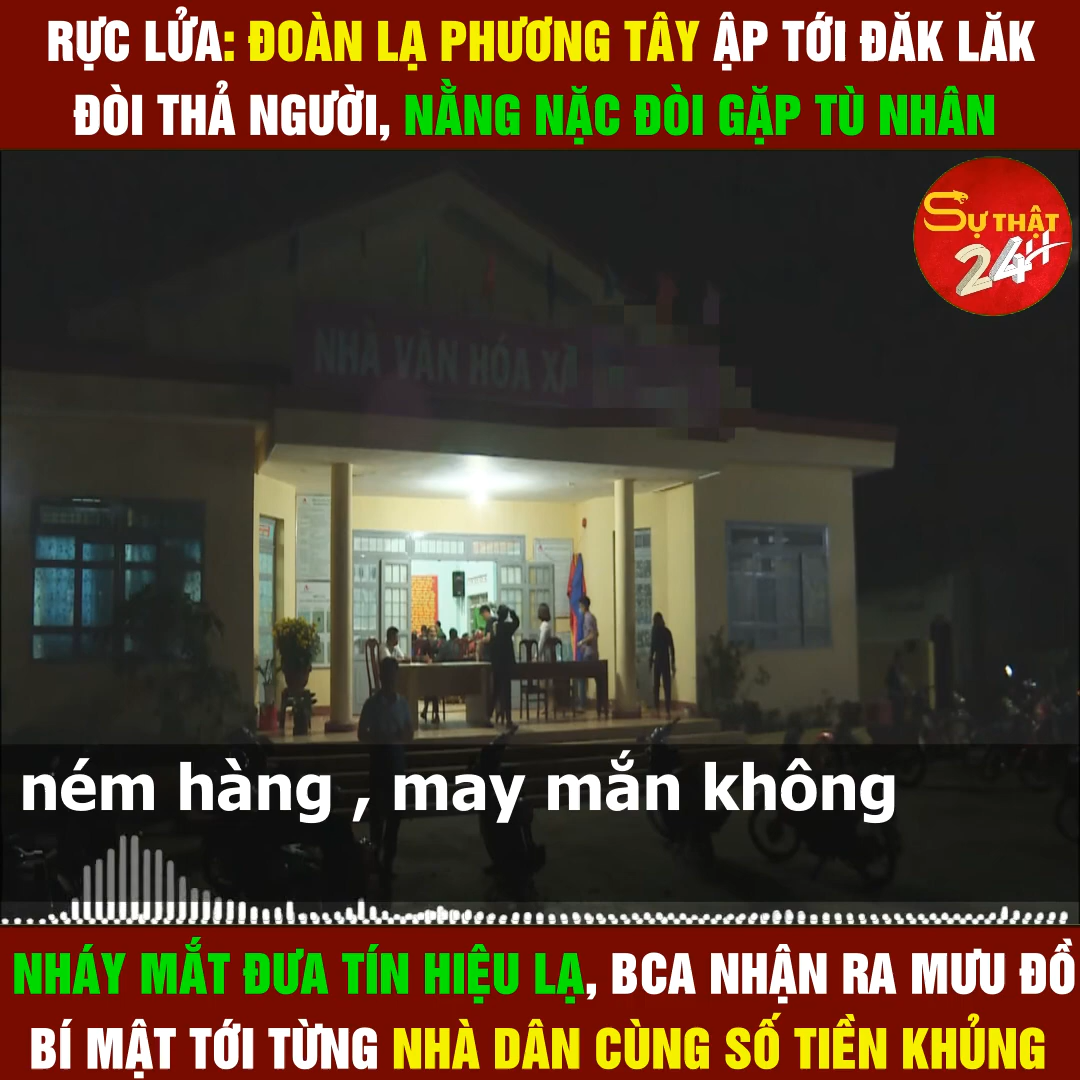 RỰC LỬA: ĐOÀN LẠ PHƯƠNG TÂY ẬP TỚI ĐĂK LĂK
ĐÒI THẢ NGƯỜI, NẰNG NẶC ĐÒI GẶP TÙ NHÂN
SỰ THẬT
24H
NHÀ VĂN HÓA XÃ
ném hàng , may mắn không
NHÁY MẮT ĐƯA TÍN HIỆU LẠ, BCA NHẬN RA MƯU ĐỒ
BÍ MẬT TỚI TỪNG NHÀ DÂN CÙNG SỐ TIỀN KHỦNG